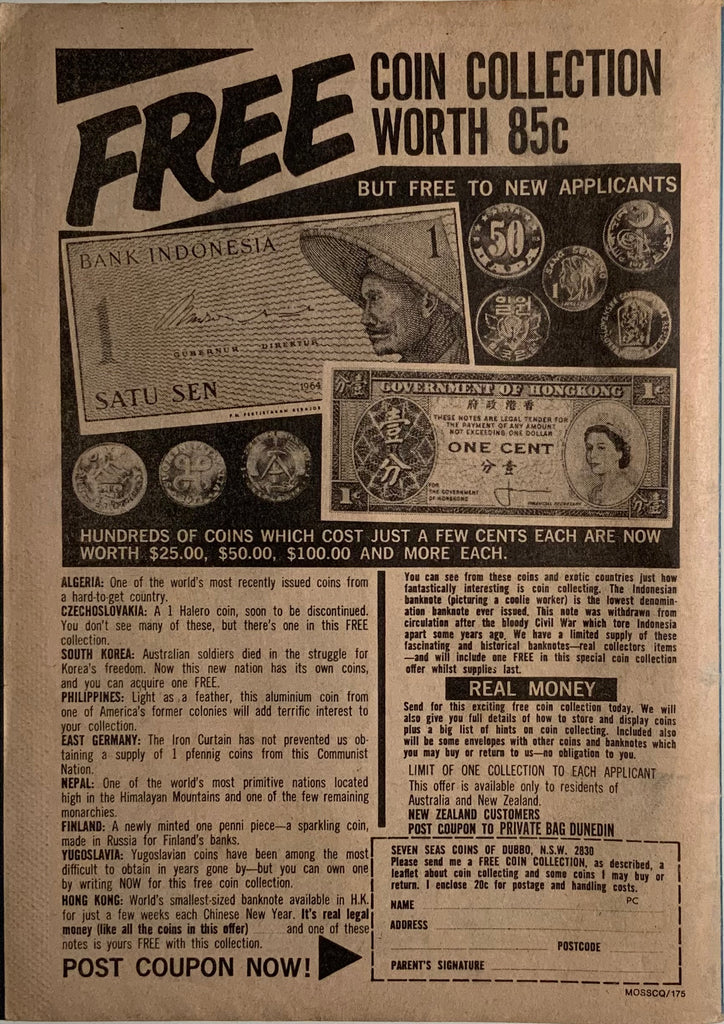 FREE
COIN COLLECTION
WORTH 85c
BUT FREE TO NEW APPLICANTS
BANK INDONESIA
1
1
GUBERNUR DIREKTUR
SATU SEN
1964
50
일원
GOVERNMENT OF HONGKONG
1¢
府政港香
THESE NOTES ARE LEGAL TENDER FOR
THE PAYMENT OF ANY AMOUNT
NOT EXCEEDING ONE DOLLAR
壹分
ONE CENT
分壹
FOR
THE GOVERNMENT
OF HONGKONG
FINANCIAL SECRETARY
1¢
HUNDREDS OF COINS WHICH COST JUST A FEW CENTS EACH ARE NOW
WORTH $25.00, $50.00, $100.00 AND MORE EACH.
ALGERIA: One of the world's most recently issued coins from
a hard-to-get country.
CZECHOSLOVAKIA: A 1 Halero coin, soon to be discontinued.
You don't see many of these, but there's one in this FREE
collection.
SOUTH KOREA: Australian soldiers died in the struggle for
Korea's freedom. Now this new nation has its own coins,
and you can acquire one FREE.
PHILIPPINES: Light as a feather, this aluminium coin from
one of America's former colonies will add terrific interest to
your collection.
EAST GERMANY: The Iron Curtain has not prevented us ob-
taining a supply of 1 pfennig coins from this Communist
Nation.
NEPAL: One of the world's most primitive nations located
high in the Himalayan Mountains and one of the few remaining
monarchies.
FINLAND: A newly minted one penni piece—a sparkling coin,
made in Russia for Finland's banks.
YUGOSLAVIA: Yugoslavian coins have been among the most
difficult to obtain in years gone by—but you can own one
by writing NOW for this free coin collection.
HONG KONG: World's smallest-sized banknote available in H.K.
for just a few weeks each Chinese New Year. It's real legal
money (like all the coins in this offer) and one of these
notes is yours FREE with this collection.
POST COUPON NOW!
You can see from these coins and exotic countries just how
fantastically interesting is coin collecting. The Indonesian
banknote (picturing a coolie worker) is the lowest denomin-
ation banknote ever issued. This note was withdrawn from
circulation after the bloody Civil War which tore Indonesia
apart some years ago. We have a limited supply of these
fascinating and historical banknotes—real collectors items
—and will include one FREE in this special coin collection
offer whilst supplies last.
REAL MONEY
Send for this exciting free coin collection today. We will
also give you full details of how to store and display coins
plus a big list of hints on coin collecting. Included also
will be some envelopes with other coins and banknotes which
you may buy or return to us—no obligation to you.
LIMIT OF ONE COLLECTION TO EACH APPLICANT
This offer is available only to residents of
Australia and New Zealand.
NEW ZEALAND CUSTOMERS
POST COUPON TO PRIVATE BAG DUNEDIN
SEVEN SEAS COINS OF DUBBO, N.S.W. 2830
Please send me a FREE COIN COLLECTION, as described, a
leaflet about coin collecting and some coins I may buy or
return. I enclose 20c for postage and handling costs.
PC
NAME
ADDRESS
POSTCODE
PARENT'S SIGNATURE
MOSSCQ/175